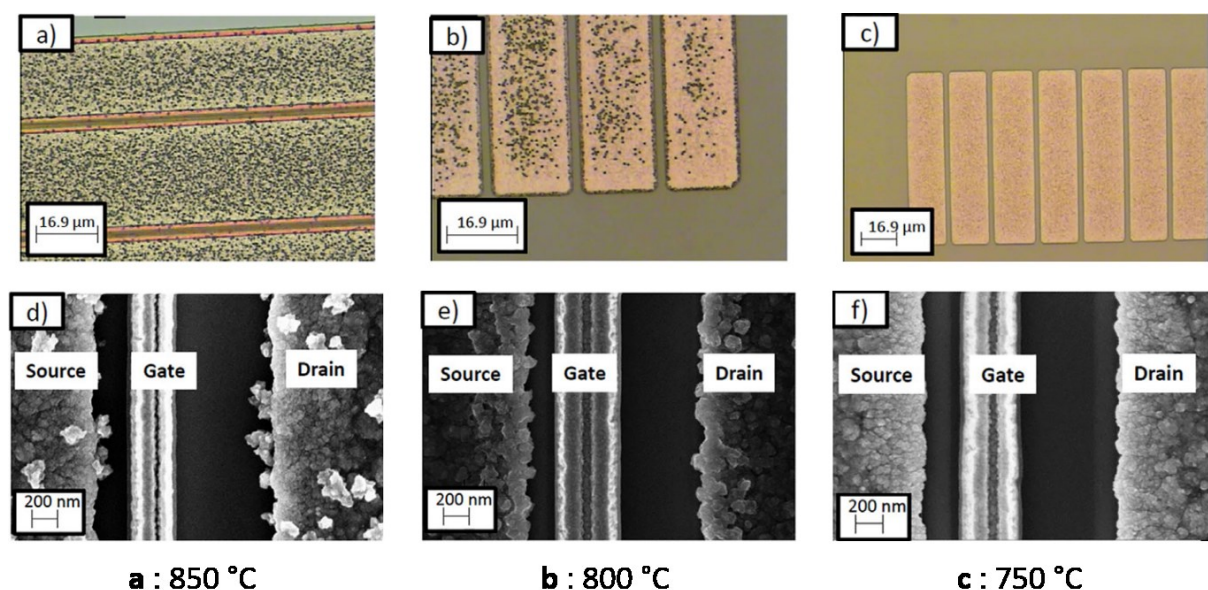 a)
16.9 µm
b)
16.9 µm
c)
16.9 µm
d)
Source
Gate
Drain
200 nm
e)
Source
Gate
Drain
200 nm
f)
Source
Gate
Drain
200 nm
a : 850 °C
b : 800 °C
c : 750 °C